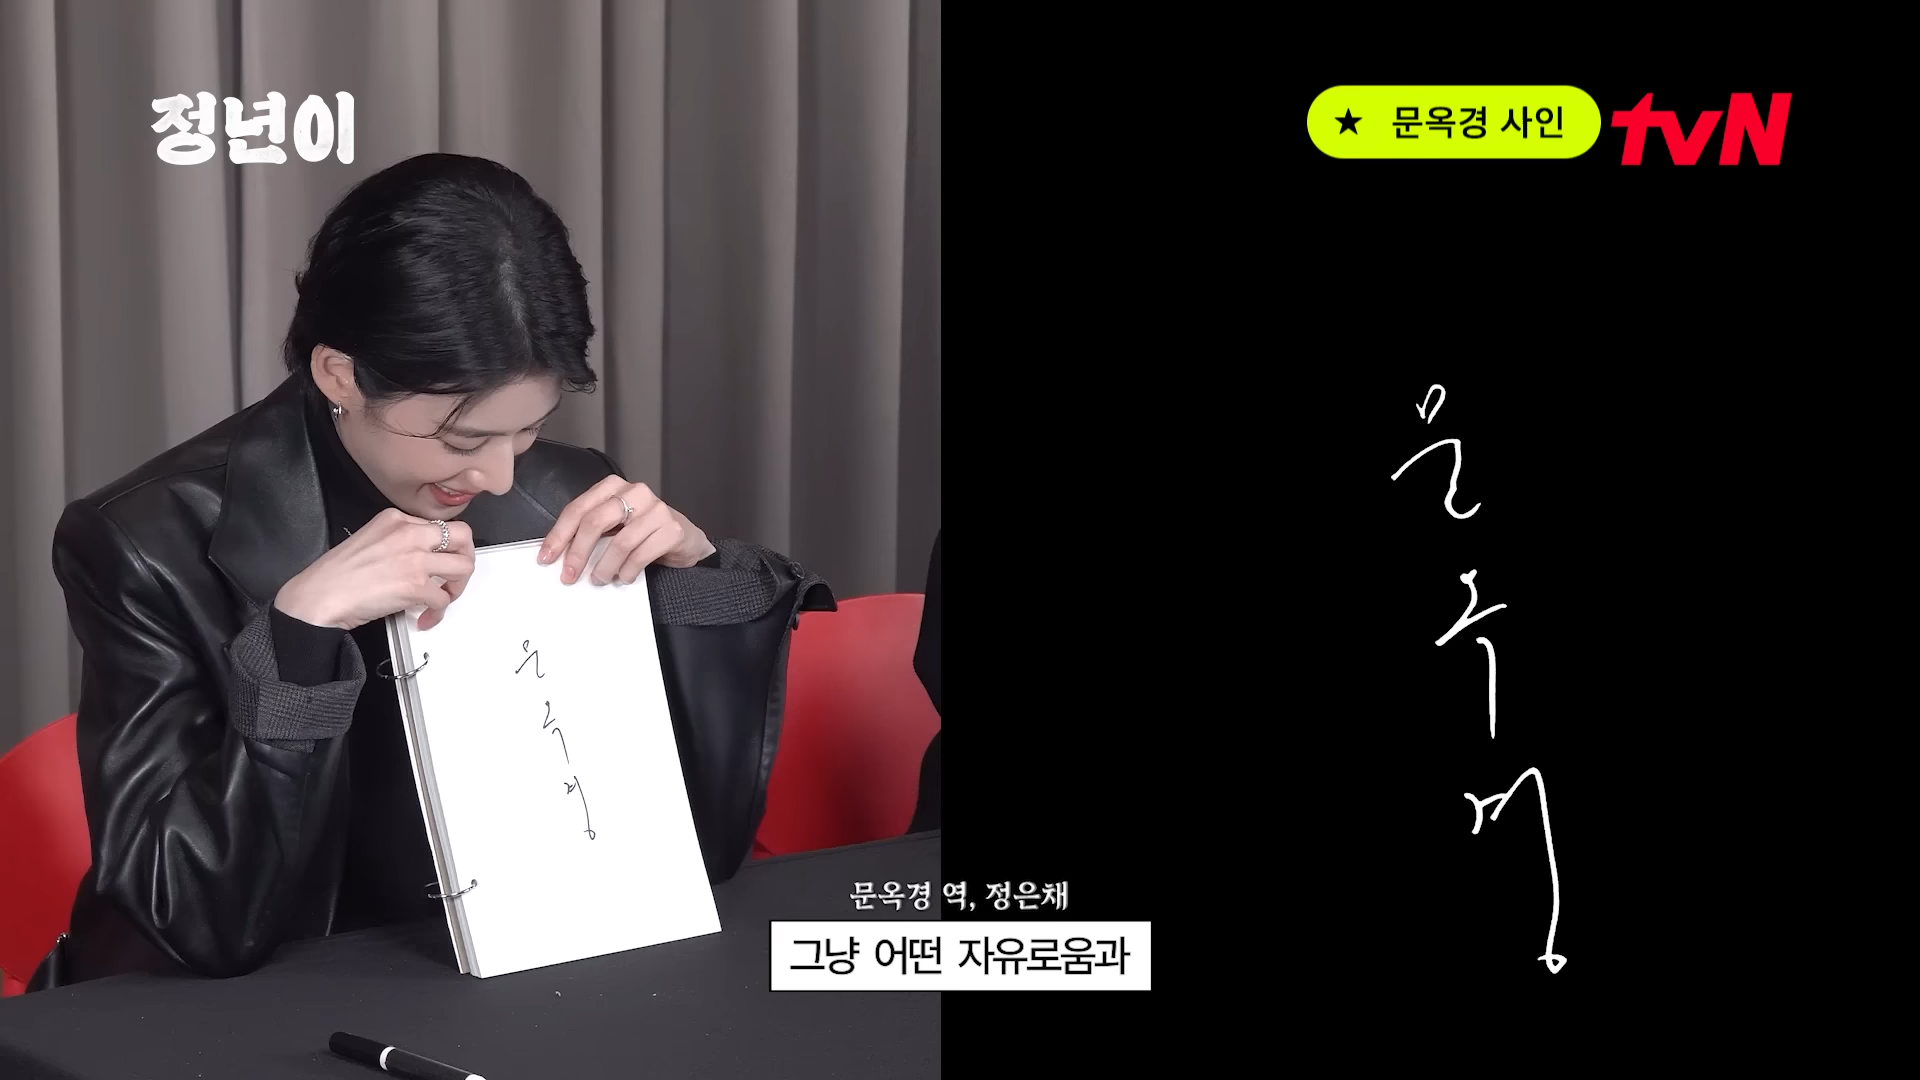 정년이
★ 문옥경 사인
tvN
문
옥
경
문
옥
경
문옥경 역, 정은채
그냥 어떤 자유로움과